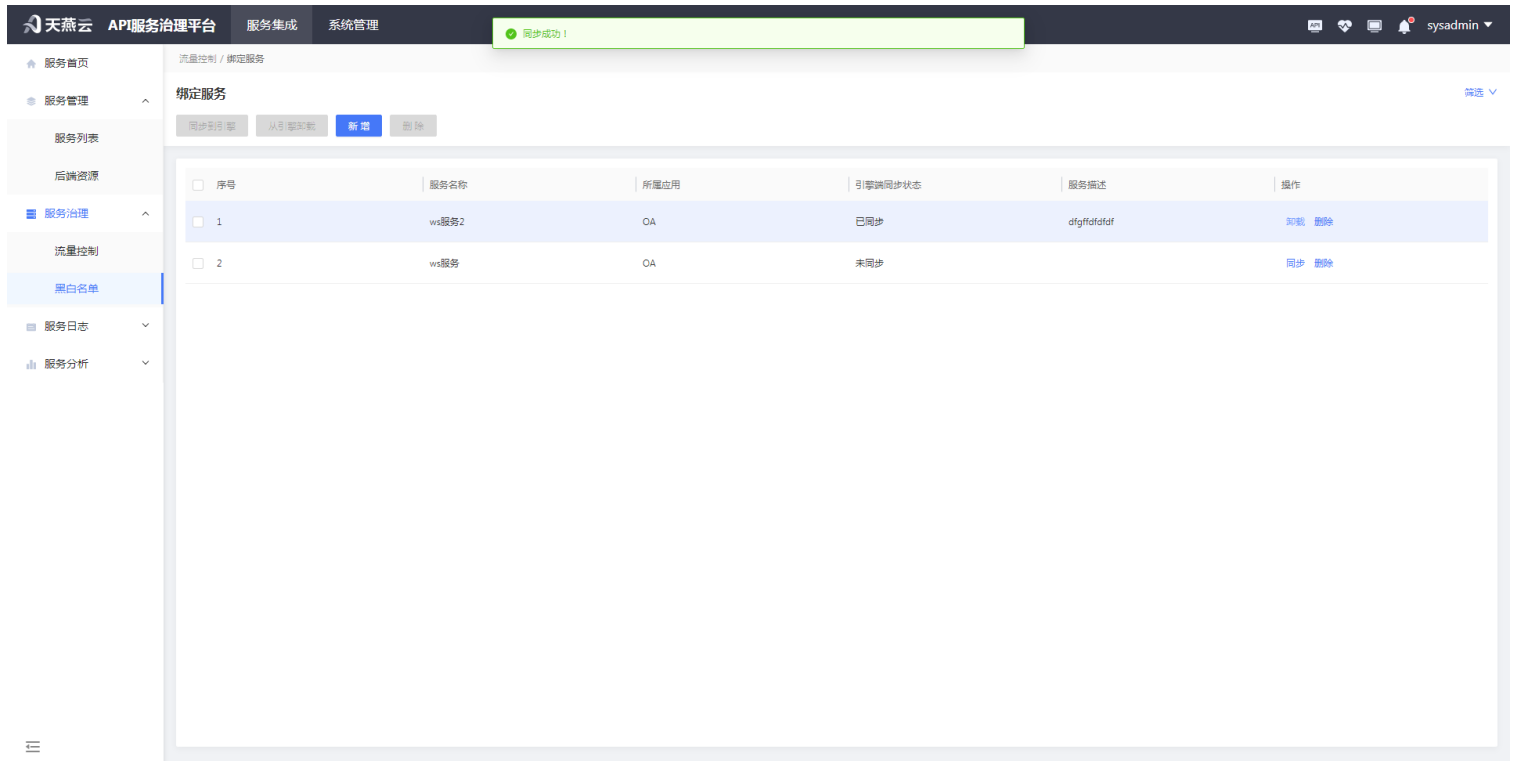 天燕云 API服务治理平台 服务集成 系统管理 同步成功！ API sysadmin
服务首页
流量控制 / 绑定服务
绑定服务 筛选
服务管理
同步到引擎 从引擎卸载 新增 删除
服务列表
后端资源
服务治理
流量控制
黑白名单
服务日志
服务分析
序号 服务名称 所属应用 引擎端同步状态 服务描述 操作
1 ws服务2 OA 已同步 dfgffdfdfdf 卸载 删除
2 ws服务 OA 未同步 同步 删除